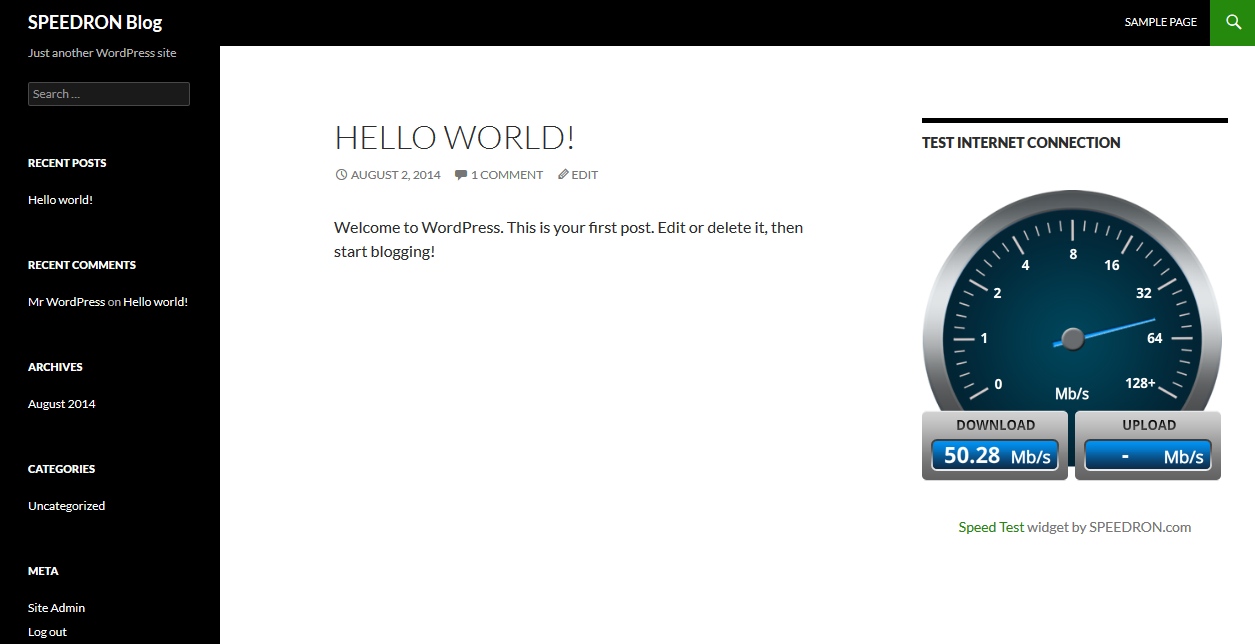 SPEEDRON Blog
SAMPLE PAGE
Just another WordPress site
Search ...
RECENT POSTS
Hello world!
RECENT COMMENTS
Mr WordPress on Hello world!
ARCHIVES
August 2014
CATEGORIES
Uncategorized
META
Site Admin
Log out
HELLO WORLD!
AUGUST 2, 2014 1 COMMENT EDIT
Welcome to WordPress. This is your first post. Edit or delete it, then
start blogging!
TEST INTERNET CONNECTION
0
1
2
4
8
16
32
64
128+
Mb/s
DOWNLOAD
50.28 Mb/s
UPLOAD
- Mb/s
Speed Test widget by SPEEDRON.com